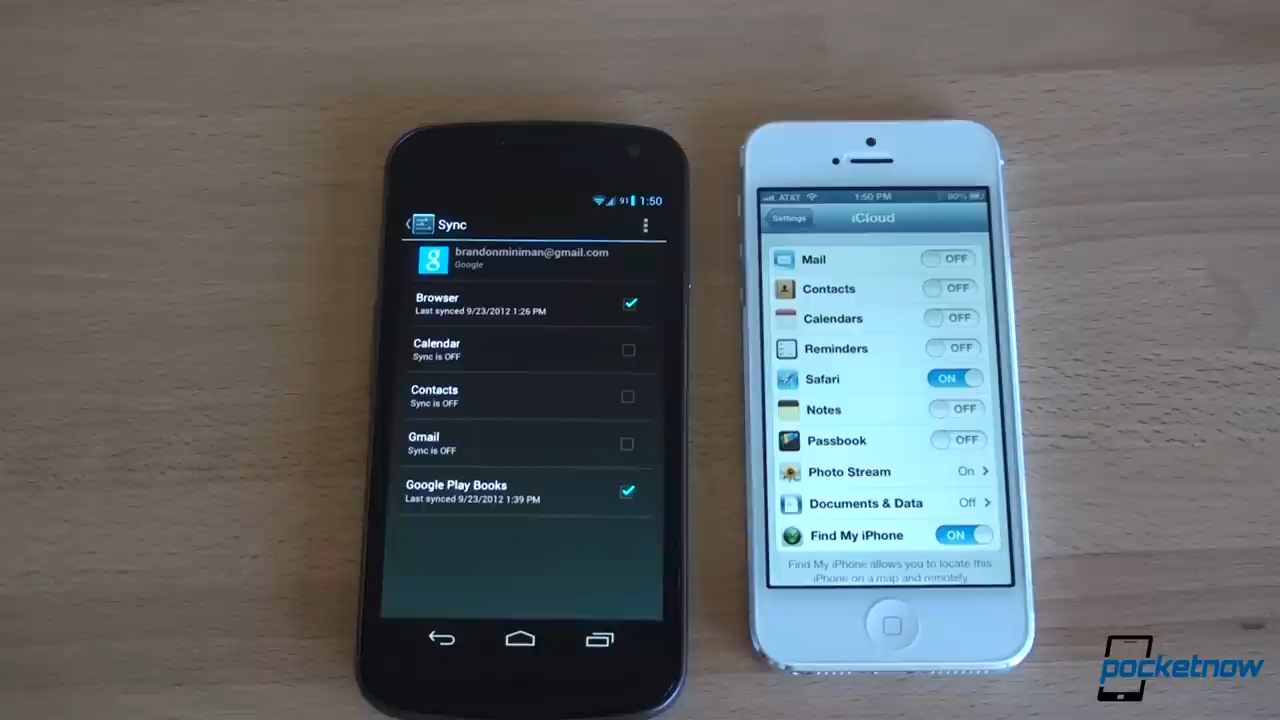 91 1:50
Sync
brandonminiman@gmail.com
Google
Browser
Last synced 9/23/2012 1:26 PM
Calendar
Sync is OFF
Contacts
Sync is OFF
Gmail
Sync is OFF
Google Play Books
Last synced 9/23/2012 1:39 PM
AT&T 1:50 PM 80%
Settings iCloud
Mail OFF
Contacts OFF
Calendars OFF
Reminders OFF
Safari ON
Notes OFF
Passbook OFF
Photo Stream On
Documents & Data Off
Find My iPhone ON
Find My iPhone allows you to locate this
iPhone on a map and remotely
pocketnow